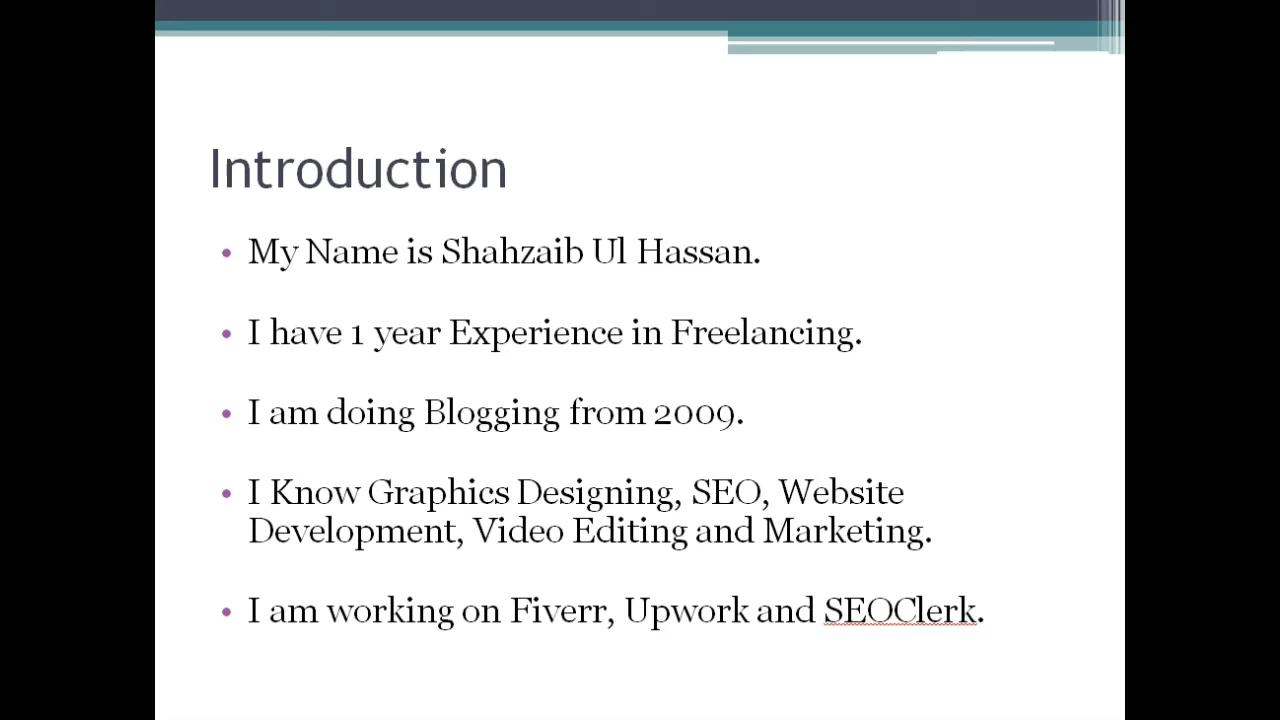 Introduction
• My Name is Shahzaib Ul Hassan.
• I have 1 year Experience in Freelancing.
• I am doing Blogging from 2009.
• I Know Graphics Designing, SEO, Website
Development, Video Editing and Marketing.
• I am working on Fiverr, Upwork and SEOClerk.